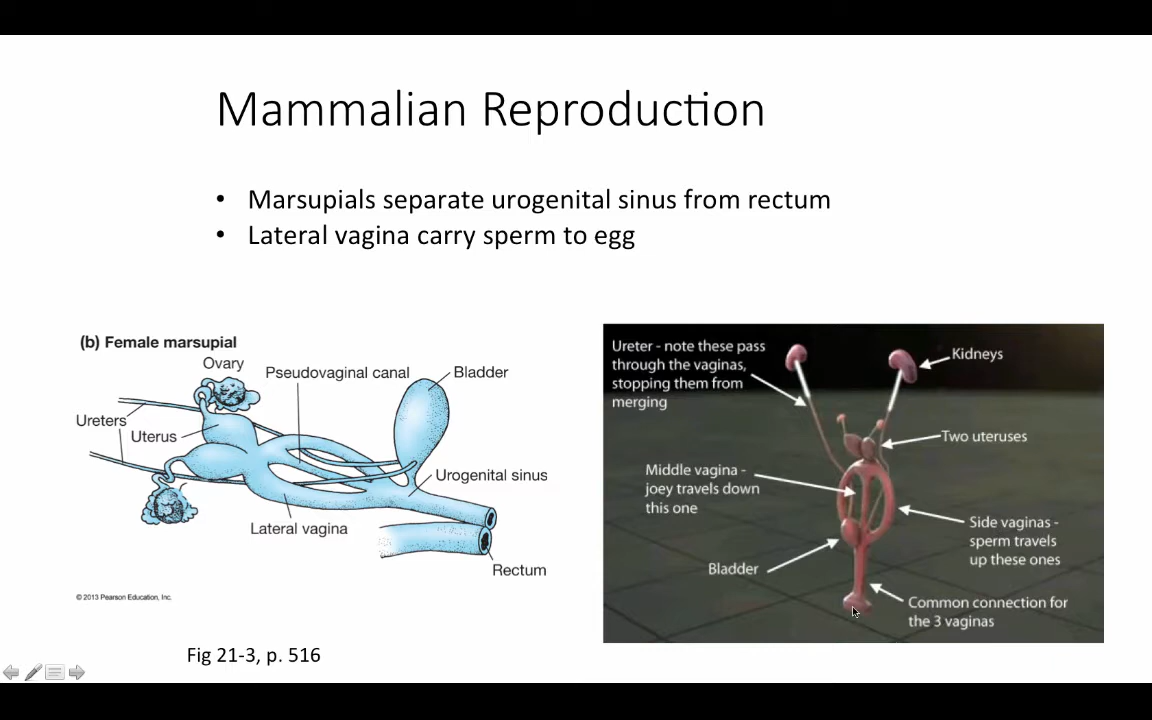 Mammalian Reproduction
• Marsupials separate urogenital sinus from rectum
• Lateral vagina carry sperm to egg
(b) Female marsupial
Ovary
Pseudovaginal canal
Bladder
Ureters
Uterus
Urogenital sinus
Lateral vagina
Rectum
© 2013 Pearson Education, Inc.
Fig 21-3, p. 516
Ureter - note these pass
through the vaginas,
stopping them from
merging
Kidneys
Two uteruses
Middle vagina -
joey travels down
this one
Side vaginas -
sperm travels
up these ones
Bladder
Common connection for
the 3 vaginas